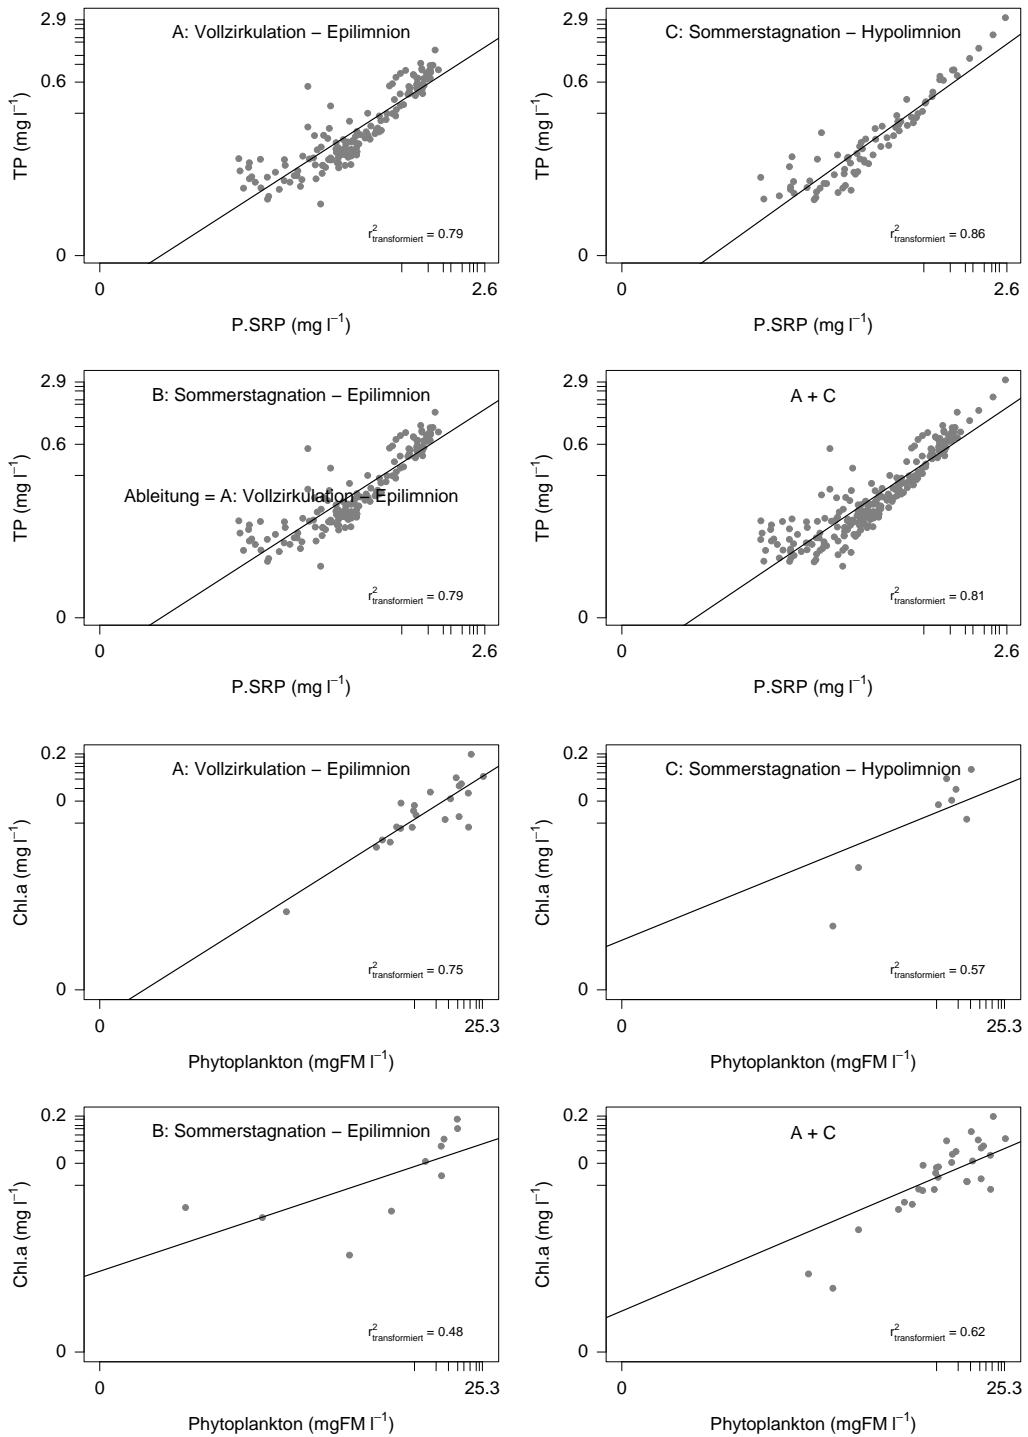 A: Vollzirkulation – Epilimnion
TP (mg l⁻¹)
2.9
0.6
0
r²transformiert = 0.79
0
2.6
P.SRP (mg l⁻¹)
C: Sommerstagnation – Hypolimnion
TP (mg l⁻¹)
2.9
0.6
0
r²transformiert = 0.86
0
2.6
P.SRP (mg l⁻¹)
B: Sommerstagnation – Epilimnion
Ableitung = A: Vollzirkulation – Epilimnion
TP (mg l⁻¹)
2.9
0.6
0
r²transformiert = 0.79
0
2.6
P.SRP (mg l⁻¹)
A + C
TP (mg l⁻¹)
2.9
0.6
0
r²transformiert = 0.81
0
2.6
P.SRP (mg l⁻¹)
A: Vollzirkulation – Epilimnion
Chl.a (mg l⁻¹)
0.2
0
0
r²transformiert = 0.75
0
25.3
Phytoplankton (mgFM l⁻¹)
C: Sommerstagnation – Hypolimnion
Chl.a (mg l⁻¹)
0.2
0
0
r²transformiert = 0.57
0
25.3
Phytoplankton (mgFM l⁻¹)
B: Sommerstagnation – Epilimnion
Chl.a (mg l⁻¹)
0.2
0
0
r²transformiert = 0.48
0
25.3
Phytoplankton (mgFM l⁻¹)
A + C
Chl.a (mg l⁻¹)
0.2
0
0
r²transformiert = 0.62
0
25.3
Phytoplankton (mgFM l⁻¹)